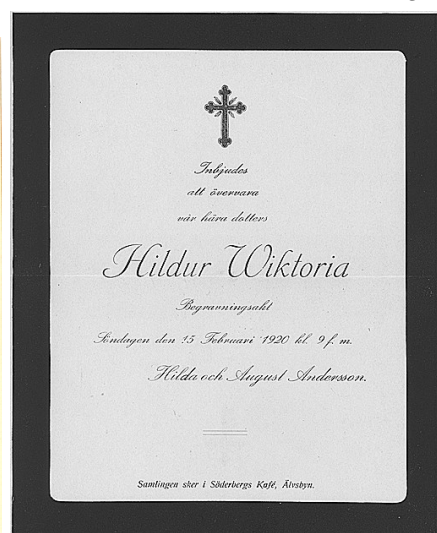 Inbjudes
att övervara
vår kära dotters
Hildur Wiktoria
Begravningsakt
Söndagen den 15 Februari 1920 kl. 9 f. m.
Hilda och August Andersson.
Samlingen sker i Söderbergs Kafé, Älvsbyn.